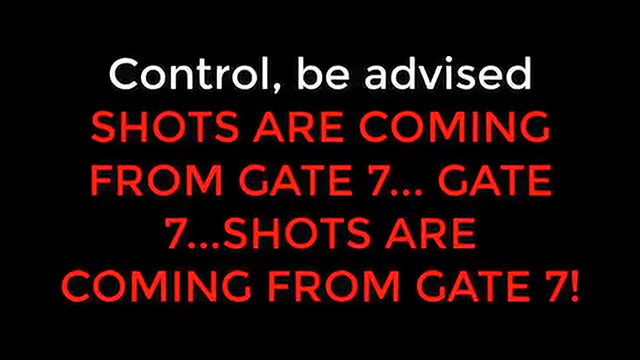 Control, be advised
SHOTS ARE COMING
FROM GATE 7... GATE
7...SHOTS ARE
COMING FROM GATE 7!